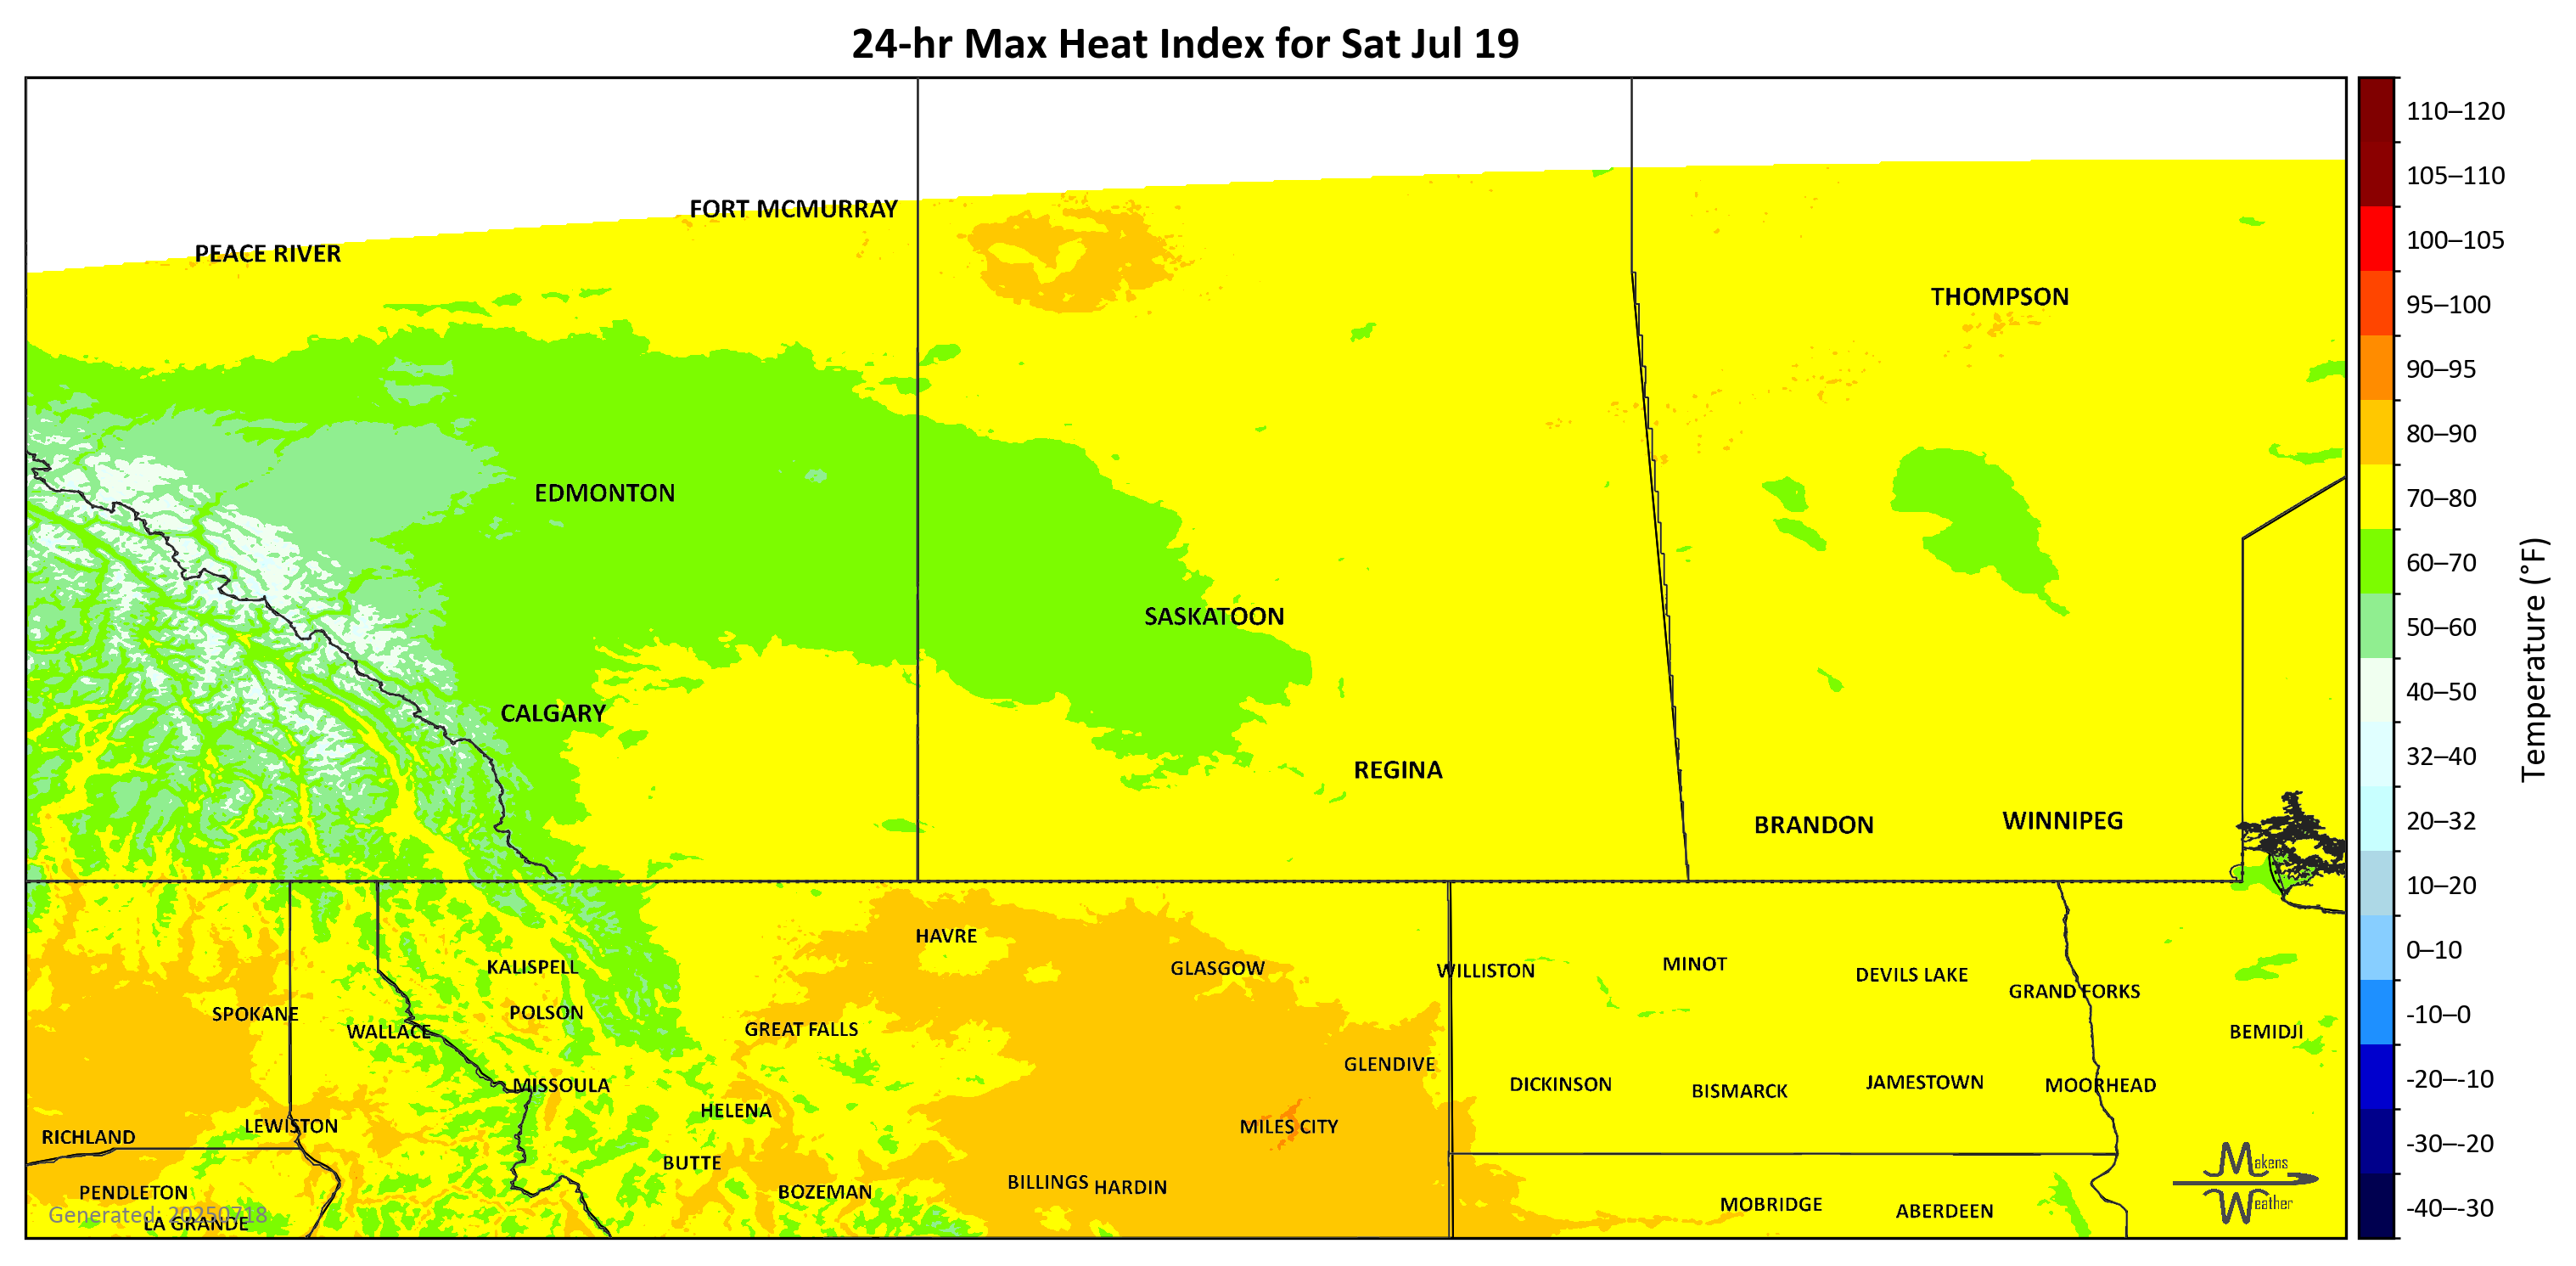 24-hr Max Heat Index for Sat Jul 19
FORT MCMURRAY
PEACE RIVER
THOMPSON
EDMONTON
SASKATOON
CALGARY
REGINA
BRANDON
WINNIPEG
HAVRE
KALISPELL
GLASGOW
WILLISTON
MINOT
DEVILS LAKE
GRAND FORKS
SPOKANE
POLSON
WALLACE
GREAT FALLS
BEMIDJI
GLENDIVE
MISSOULA
DICKINSON
BISMARCK
JAMESTOWN
MOORHEAD
HELENA
LEWISTON
MILES CITY
RICHLAND
BUTTE
PENDLETON
BOZEMAN
BILLINGS
HARDIN
MOBRIDGE
ABERDEEN
Generated: 20250718
LA GRANDE
Makens
Weather
110–120
105–110
100–105
95–100
90–95
80–90
70–80
60–70
50–60
40–50
32–40
20–32
10–20
0–10
-10–0
-20–-10
-30–-20
-40–-30
Temperature (°F)